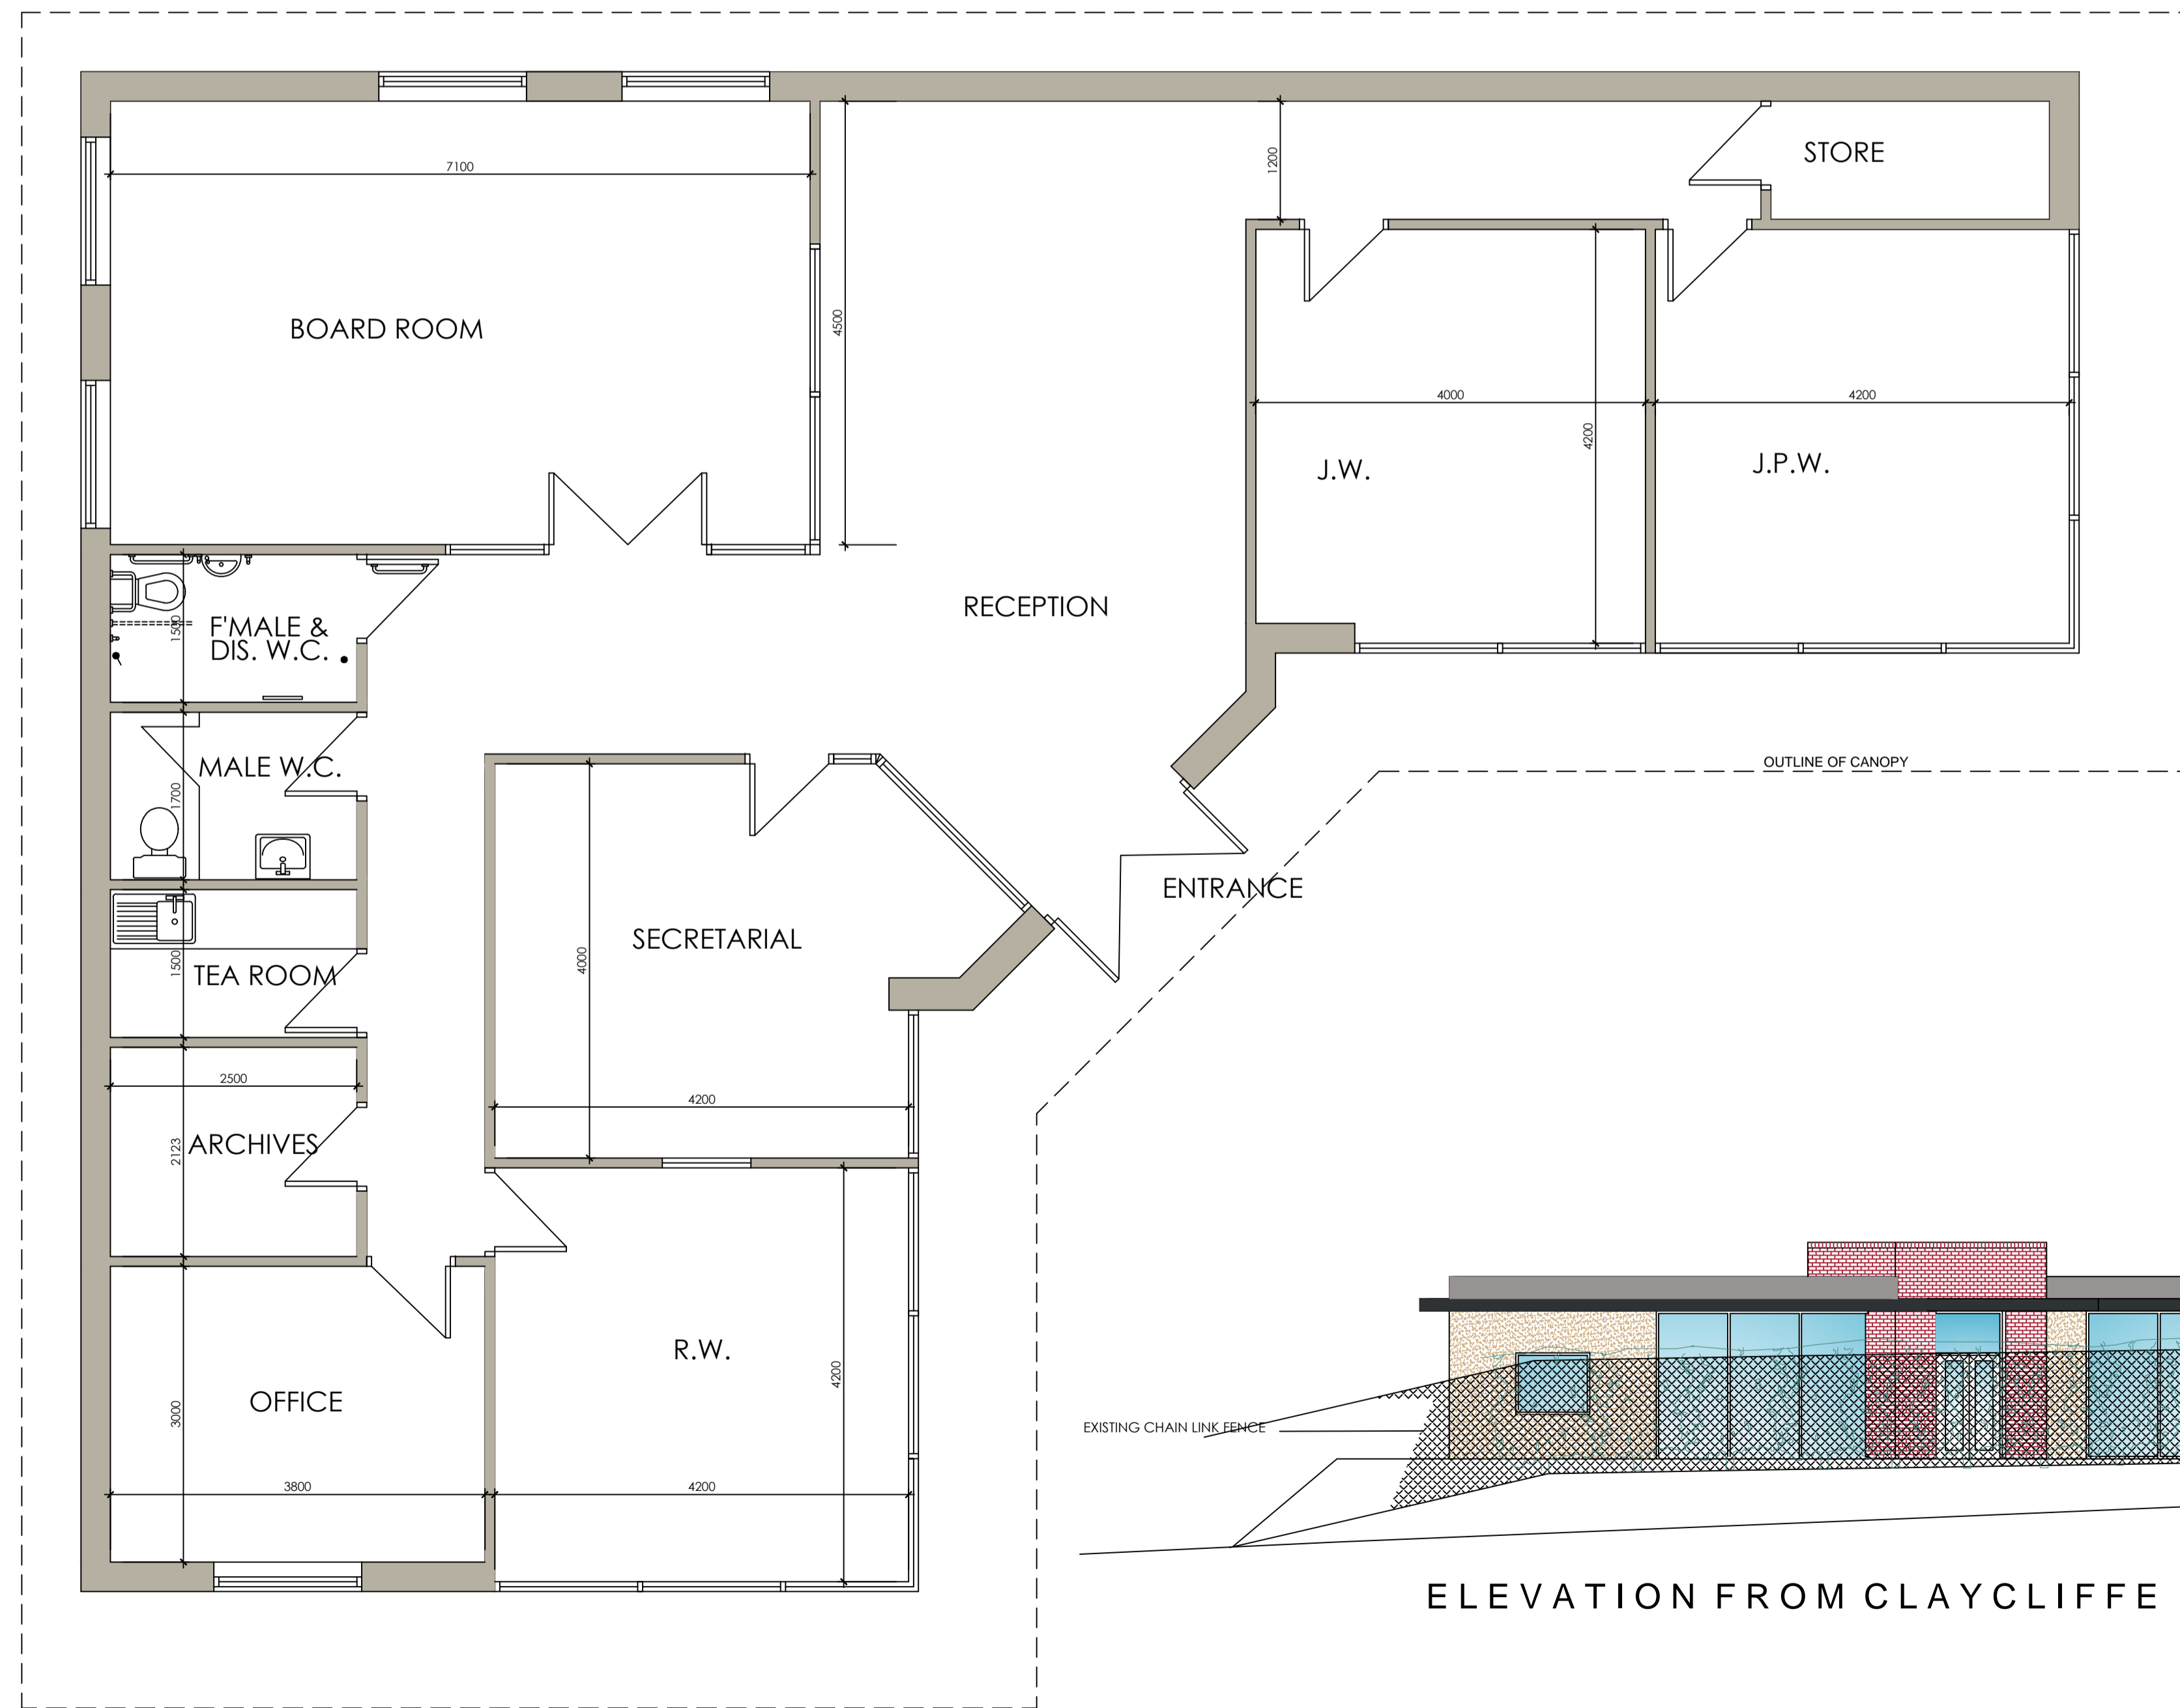 7100
BOARD ROOM
4500
1200
STORE
4000
4200
4200
J.W.
J.P.W.
RECEPTION
1500
F'MALE &
DIS. W.C.
MALE W.C.
1700
OUTLINE OF CANOPY
ENTRANCE
SECRETARIAL
4000
1500
TEA ROOM
2500
4200
2123
ARCHIVES
R.W.
4200
OFFICE
3000
3800
4200
EXISTING CHAIN LINK FENCE
ELEVATION FROM CLAYCLIFFE